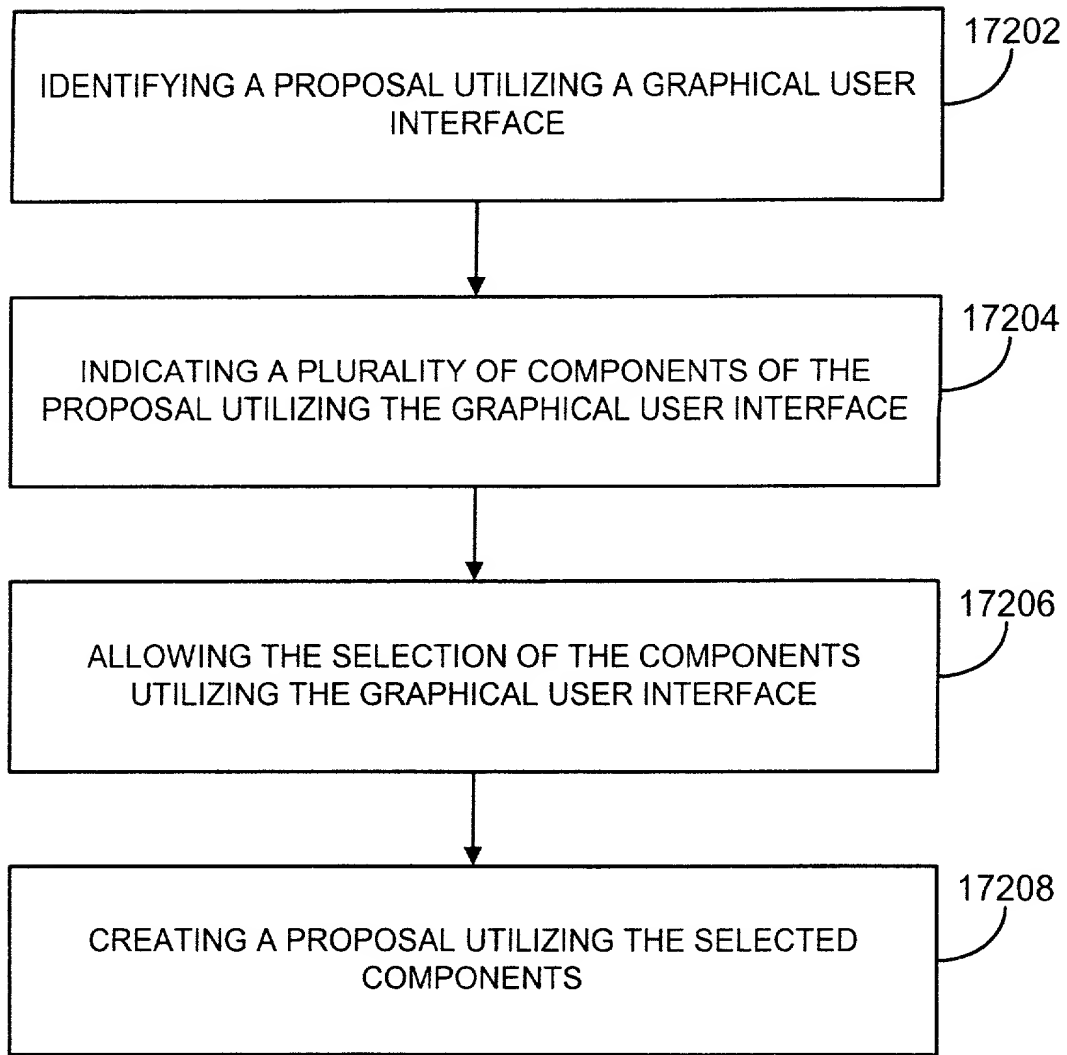 17202
IDENTIFYING A PROPOSAL UTILIZING A GRAPHICAL USER
INTERFACE
17204
INDICATING A PLURALITY OF COMPONENTS OF THE
PROPOSAL UTILIZING THE GRAPHICAL USER INTERFACE
17206
ALLOWING THE SELECTION OF THE COMPONENTS
UTILIZING THE GRAPHICAL USER INTERFACE
17208
CREATING A PROPOSAL UTILIZING THE SELECTED
COMPONENTS